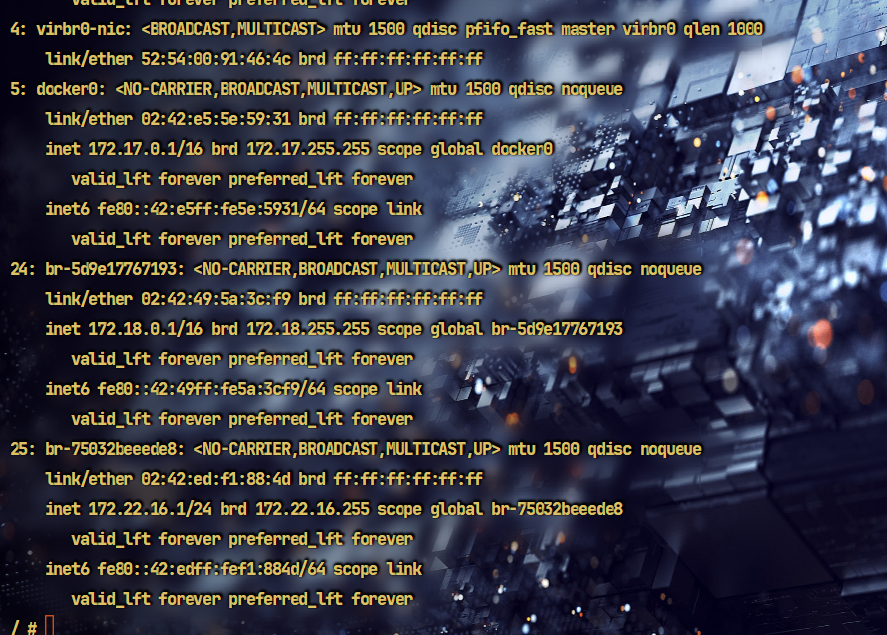 valid_lft forever preferred_lft forever
4: virbr0-nic: <BROADCAST,MULTICAST> mtu 1500 qdisc pfifo_fast master virbr0 qlen 1000
link/ether 52:54:00:91:46:4c brd ff:ff:ff:ff:ff:ff
5: docker0: <NO-CARRIER,BROADCAST,MULTICAST,UP> mtu 1500 qdisc noqueue
link/ether 02:42:e5:5e:59:31 brd ff:ff:ff:ff:ff:ff
inet 172.17.0.1/16 brd 172.17.255.255 scope global docker0
valid_lft forever preferred_lft forever
inet6 fe80::42:e5ff:fe5e:5931/64 scope link
valid_lft forever preferred_lft forever
24: br-5d9e17767193: <NO-CARRIER,BROADCAST,MULTICAST,UP> mtu 1500 qdisc noqueue
link/ether 02:42:49:5a:3c:f9 brd ff:ff:ff:ff:ff:ff
inet 172.18.0.1/16 brd 172.18.255.255 scope global br-5d9e17767193
valid_lft forever preferred_lft forever
inet6 fe80::42:49ff:fe5a:3cf9/64 scope link
valid_lft forever preferred_lft forever
25: br-75032beeede8: <NO-CARRIER,BROADCAST,MULTICAST,UP> mtu 1500 qdisc noqueue
link/ether 02:42:ed:f1:88:4d brd ff:ff:ff:ff:ff:ff
inet 172.22.16.1/24 brd 172.22.16.255 scope global br-75032beeede8
valid_lft forever preferred_lft forever
inet6 fe80::42:edff:fef1:884d/64 scope link
valid_lft forever preferred_lft forever
/ #